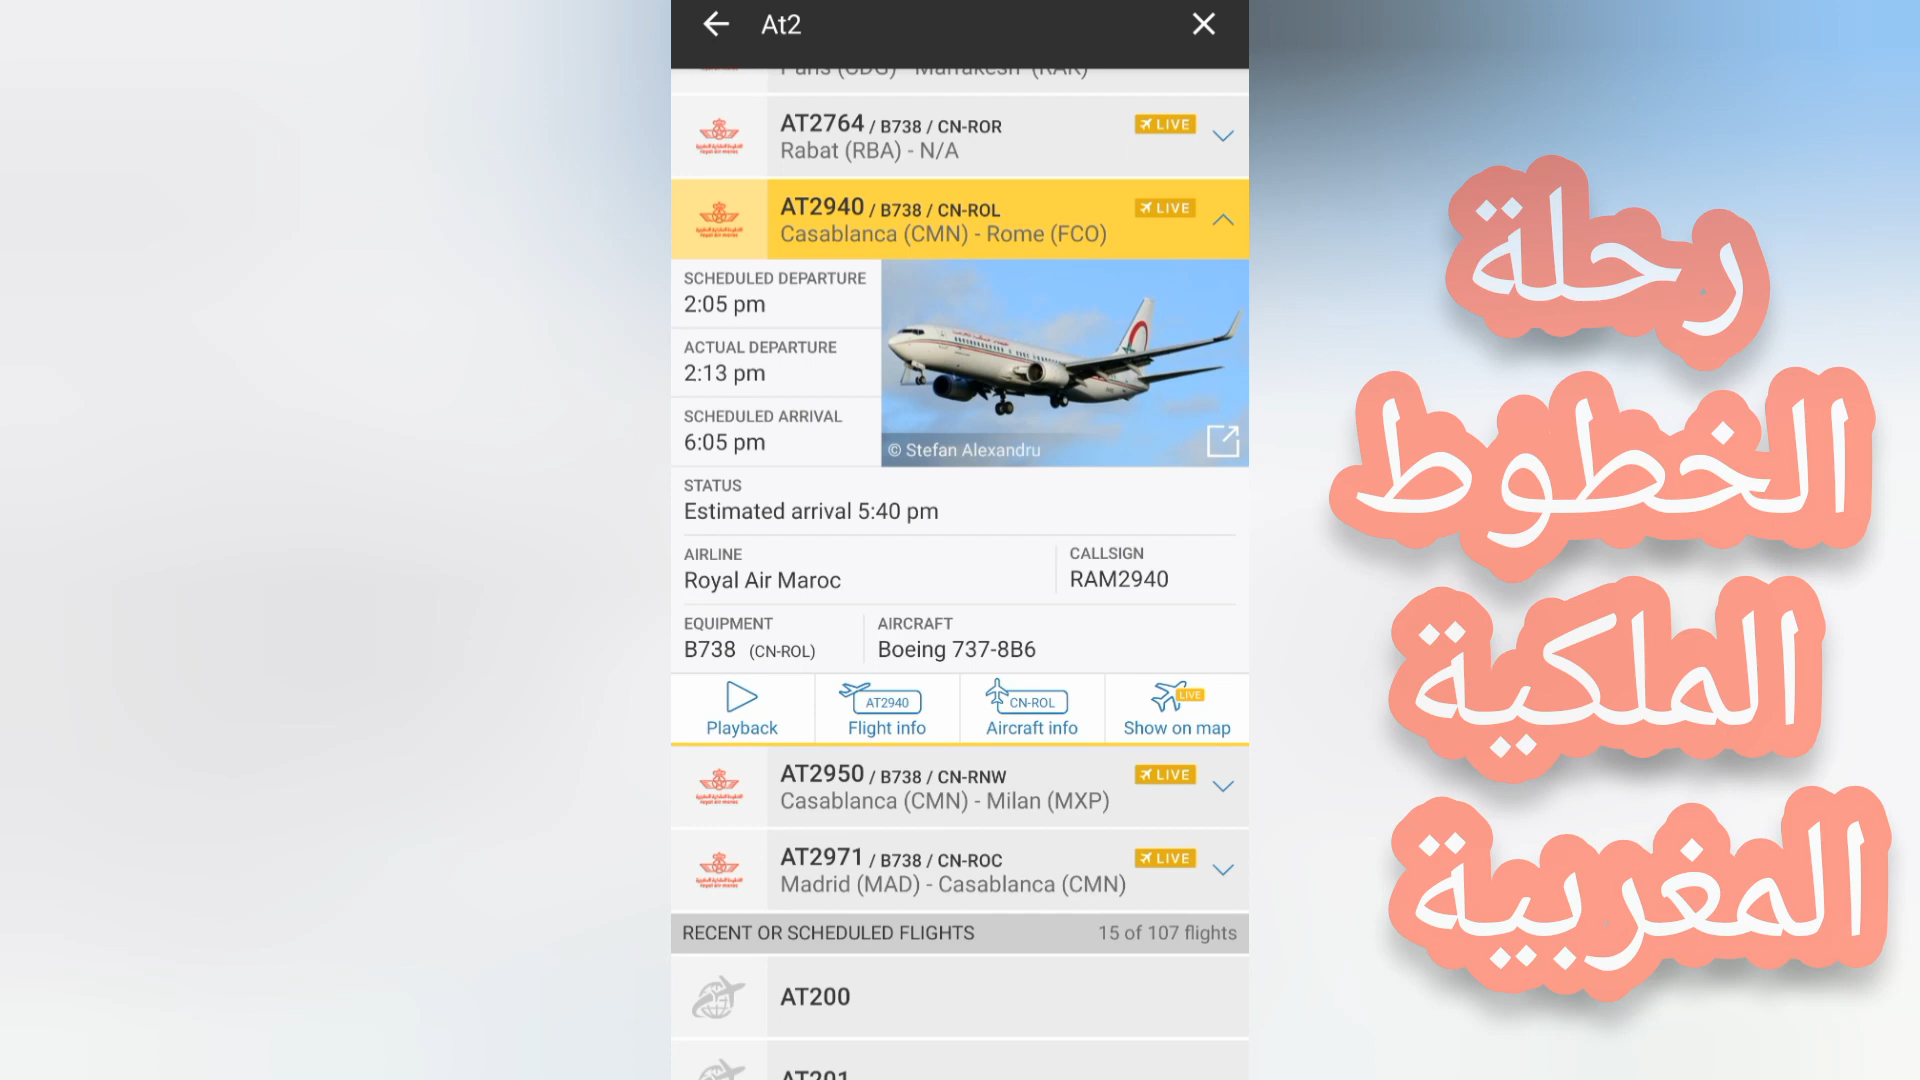 At2
Paris (CDG) - Marrakesh (RAK)
AT2764 / B738 / CN-ROR
LIVE
Rabat (RBA) - N/A
AT2940 / B738 / CN-ROL
LIVE
Casablanca (CMN) - Rome (FCO)
SCHEDULED DEPARTURE
2:05 pm
ACTUAL DEPARTURE
2:13 pm
SCHEDULED ARRIVAL
6:05 pm
© Stefan Alexandru
STATUS
Estimated arrival 5:40 pm
AIRLINE
Royal Air Maroc
CALLSIGN
RAM2940
EQUIPMENT
B738 (CN-ROL)
AIRCRAFT
Boeing 737-8B6
Playback
AT2940
Flight info
CN-ROL
Aircraft info
LIVE
Show on map
AT2950 / B738 / CN-RNW
LIVE
Casablanca (CMN) - Milan (MXP)
AT2971 / B738 / CN-ROC
LIVE
Madrid (MAD) - Casablanca (CMN)
RECENT OR SCHEDULED FLIGHTS
15 of 107 flights
AT200
AT201
رحلة
الخطوط
الملكية
المغربية